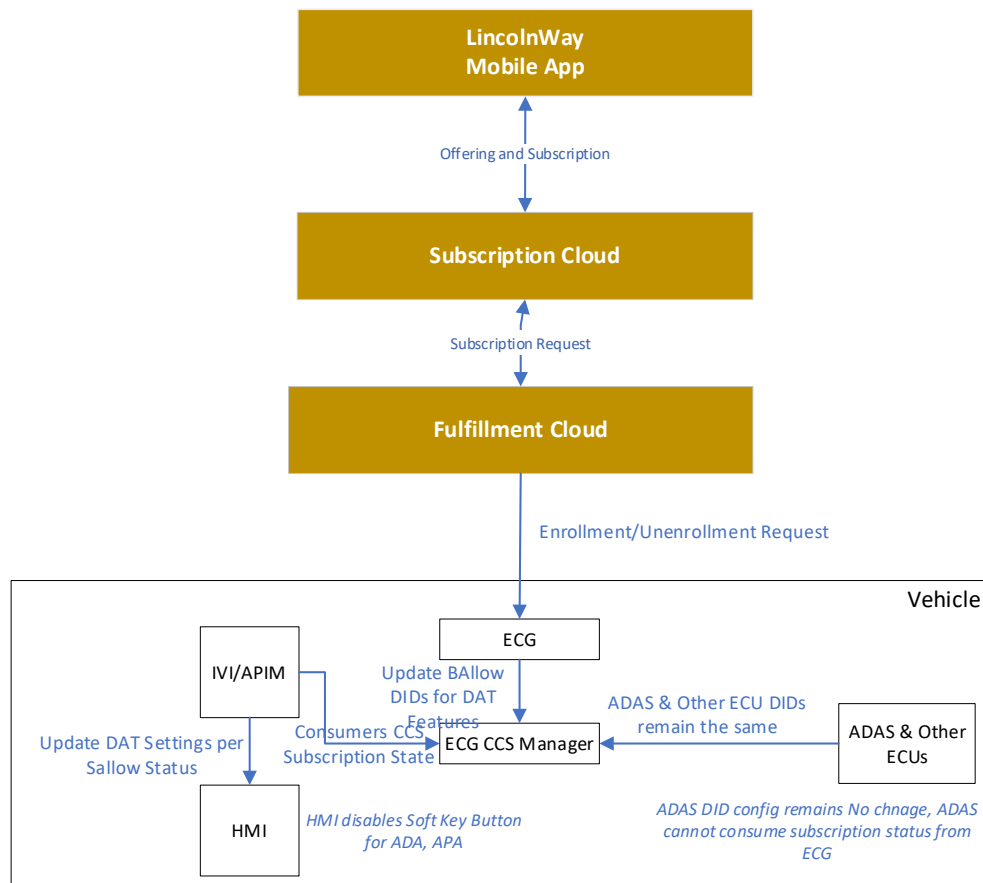 LincolnWay
Mobile App
Offering and Subscription
Subscription Cloud
Subscription Request
Fulfillment Cloud
Enrollment/Unenrollment Request
Vehicle
ECG
IVI/APIM
Update BAllow
DIDs for DAT
Features
ADAS & Other ECU DIDs
remain the same
Consumers CCS
Subscription State
ECG CCS Manager
ADAS & Other
ECUs
Update DAT Settings per
Sallow Status
HMI
HMI disables Soft Key Button
for ADA, APA
ADAS DID config remains No chnage, ADAS
cannot consume subscription status from
ECG